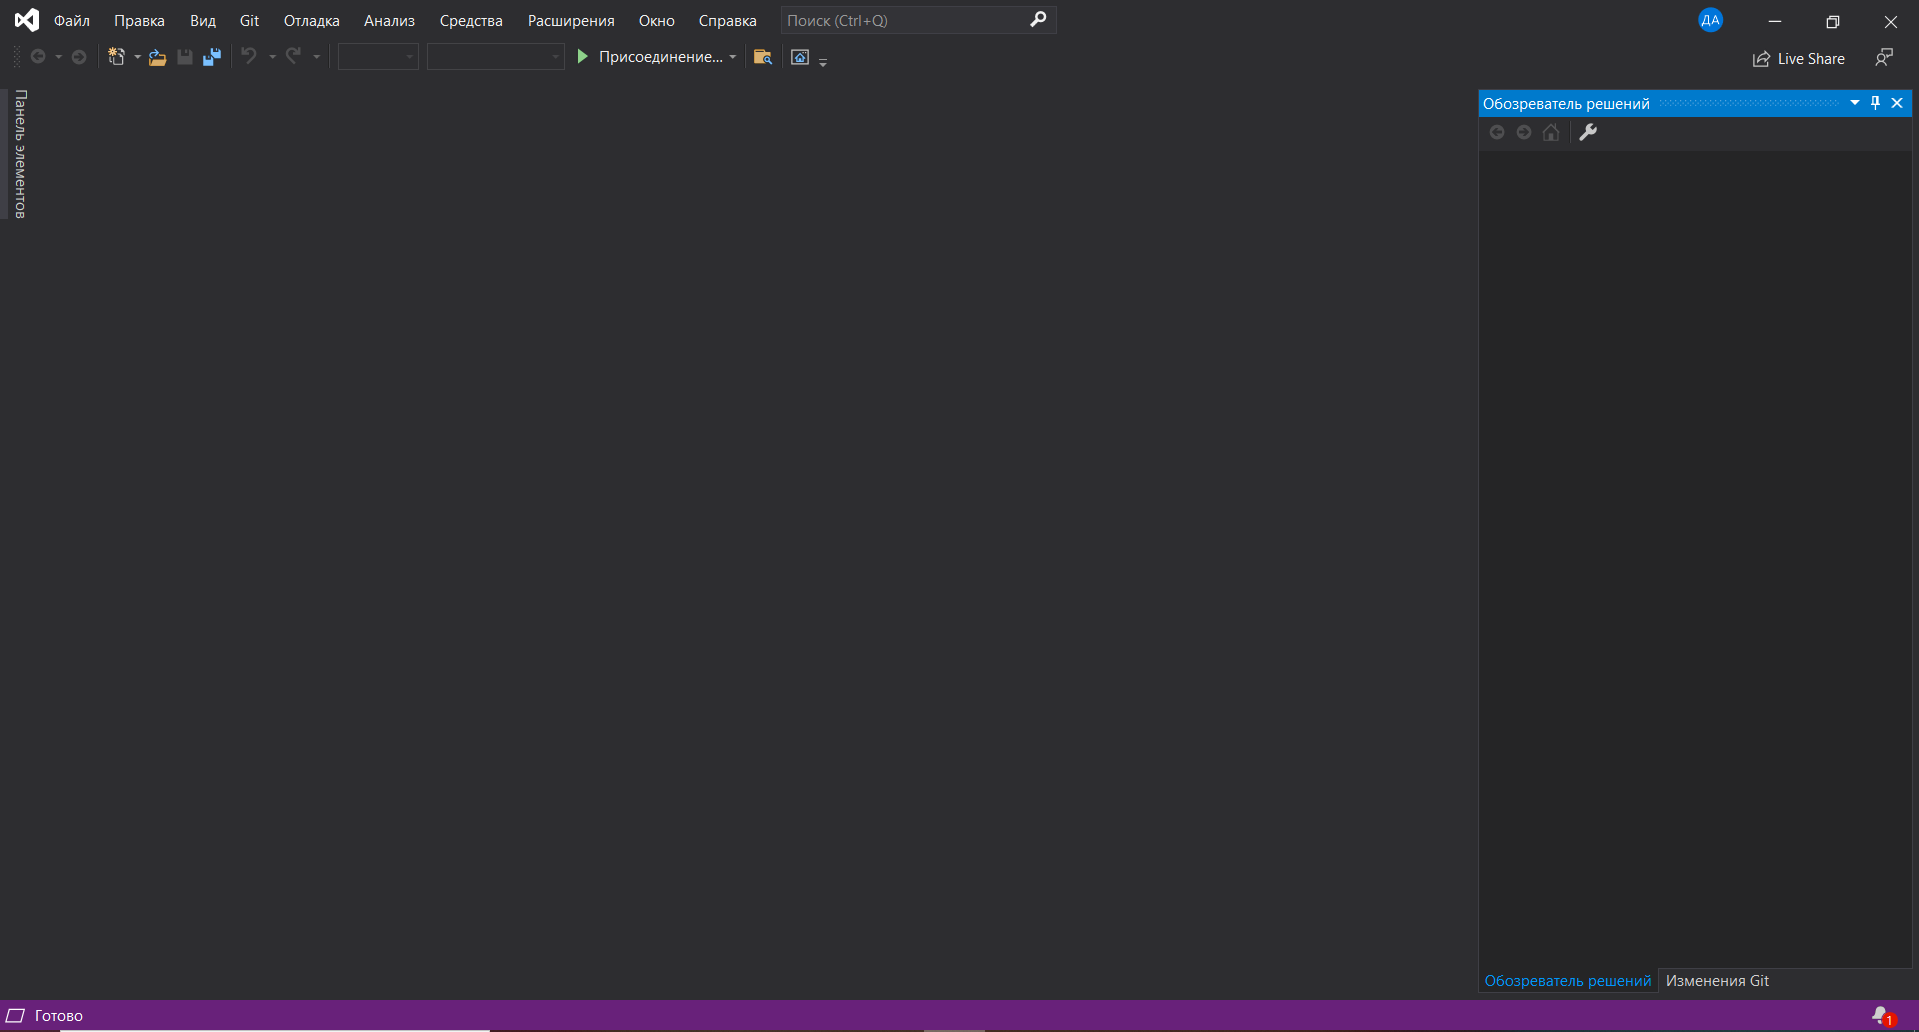 Файл Правка Вид Git Отладка Анализ Средства Расширения Окно Справка Поиск (Ctrl+Q) ДА
Присоединение... Live Share
Панель элементов
Обозреватель решений
Обозреватель решений Изменения Git
Готово 1